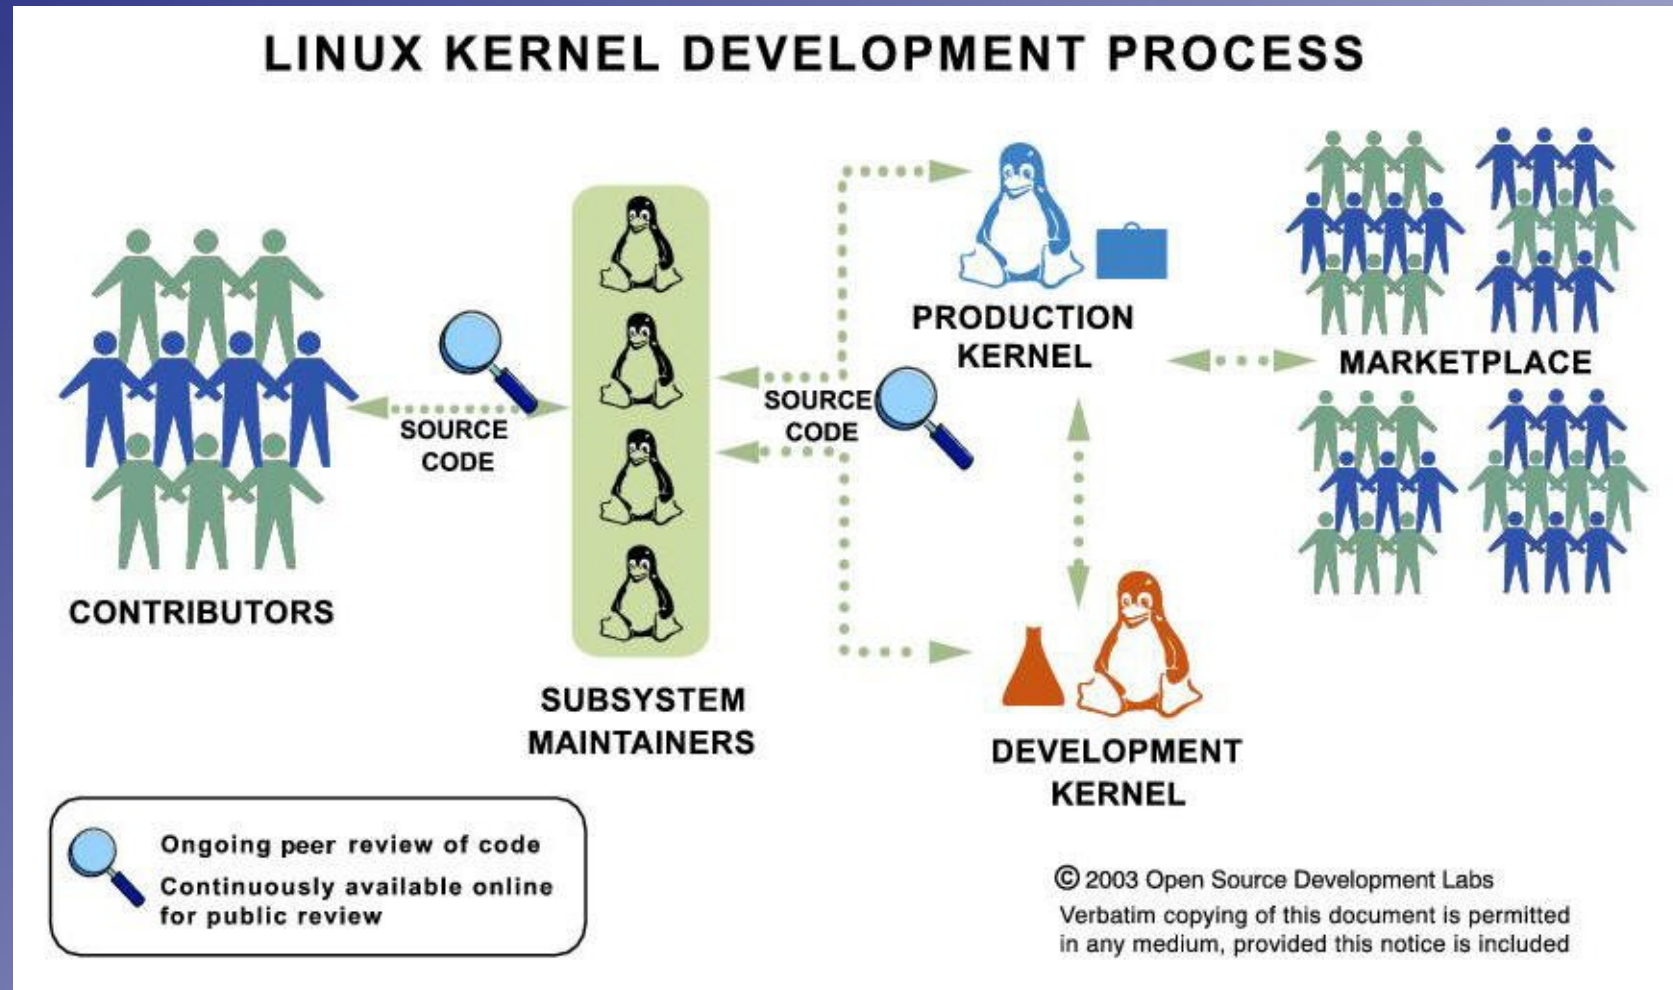 LINUX KERNEL DEVELOPMENT PROCESS
CONTRIBUTORS
SOURCE
CODE
SUBSYSTEM
MAINTAINERS
SOURCE
CODE
PRODUCTION
KERNEL
MARKETPLACE
DEVELOPMENT
KERNEL
Ongoing peer review of code
Continuously available online
for public review
© 2003 Open Source Development Labs
Verbatim copying of this document is permitted
in any medium, provided this notice is included